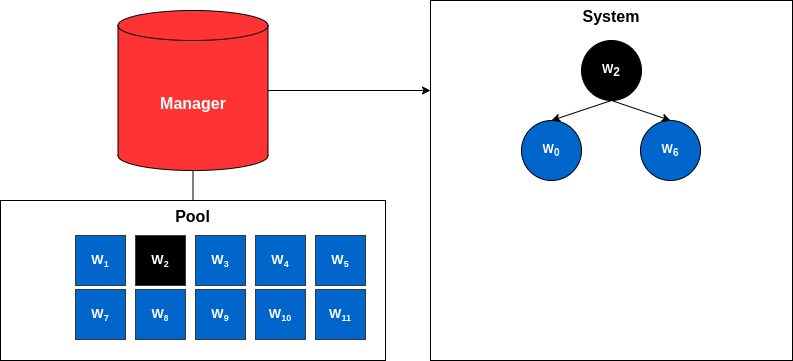 System
W2
Manager
W0 W6
Pool
W1 W2 W3 W4 W5
W7 W8 W9 W10 W11